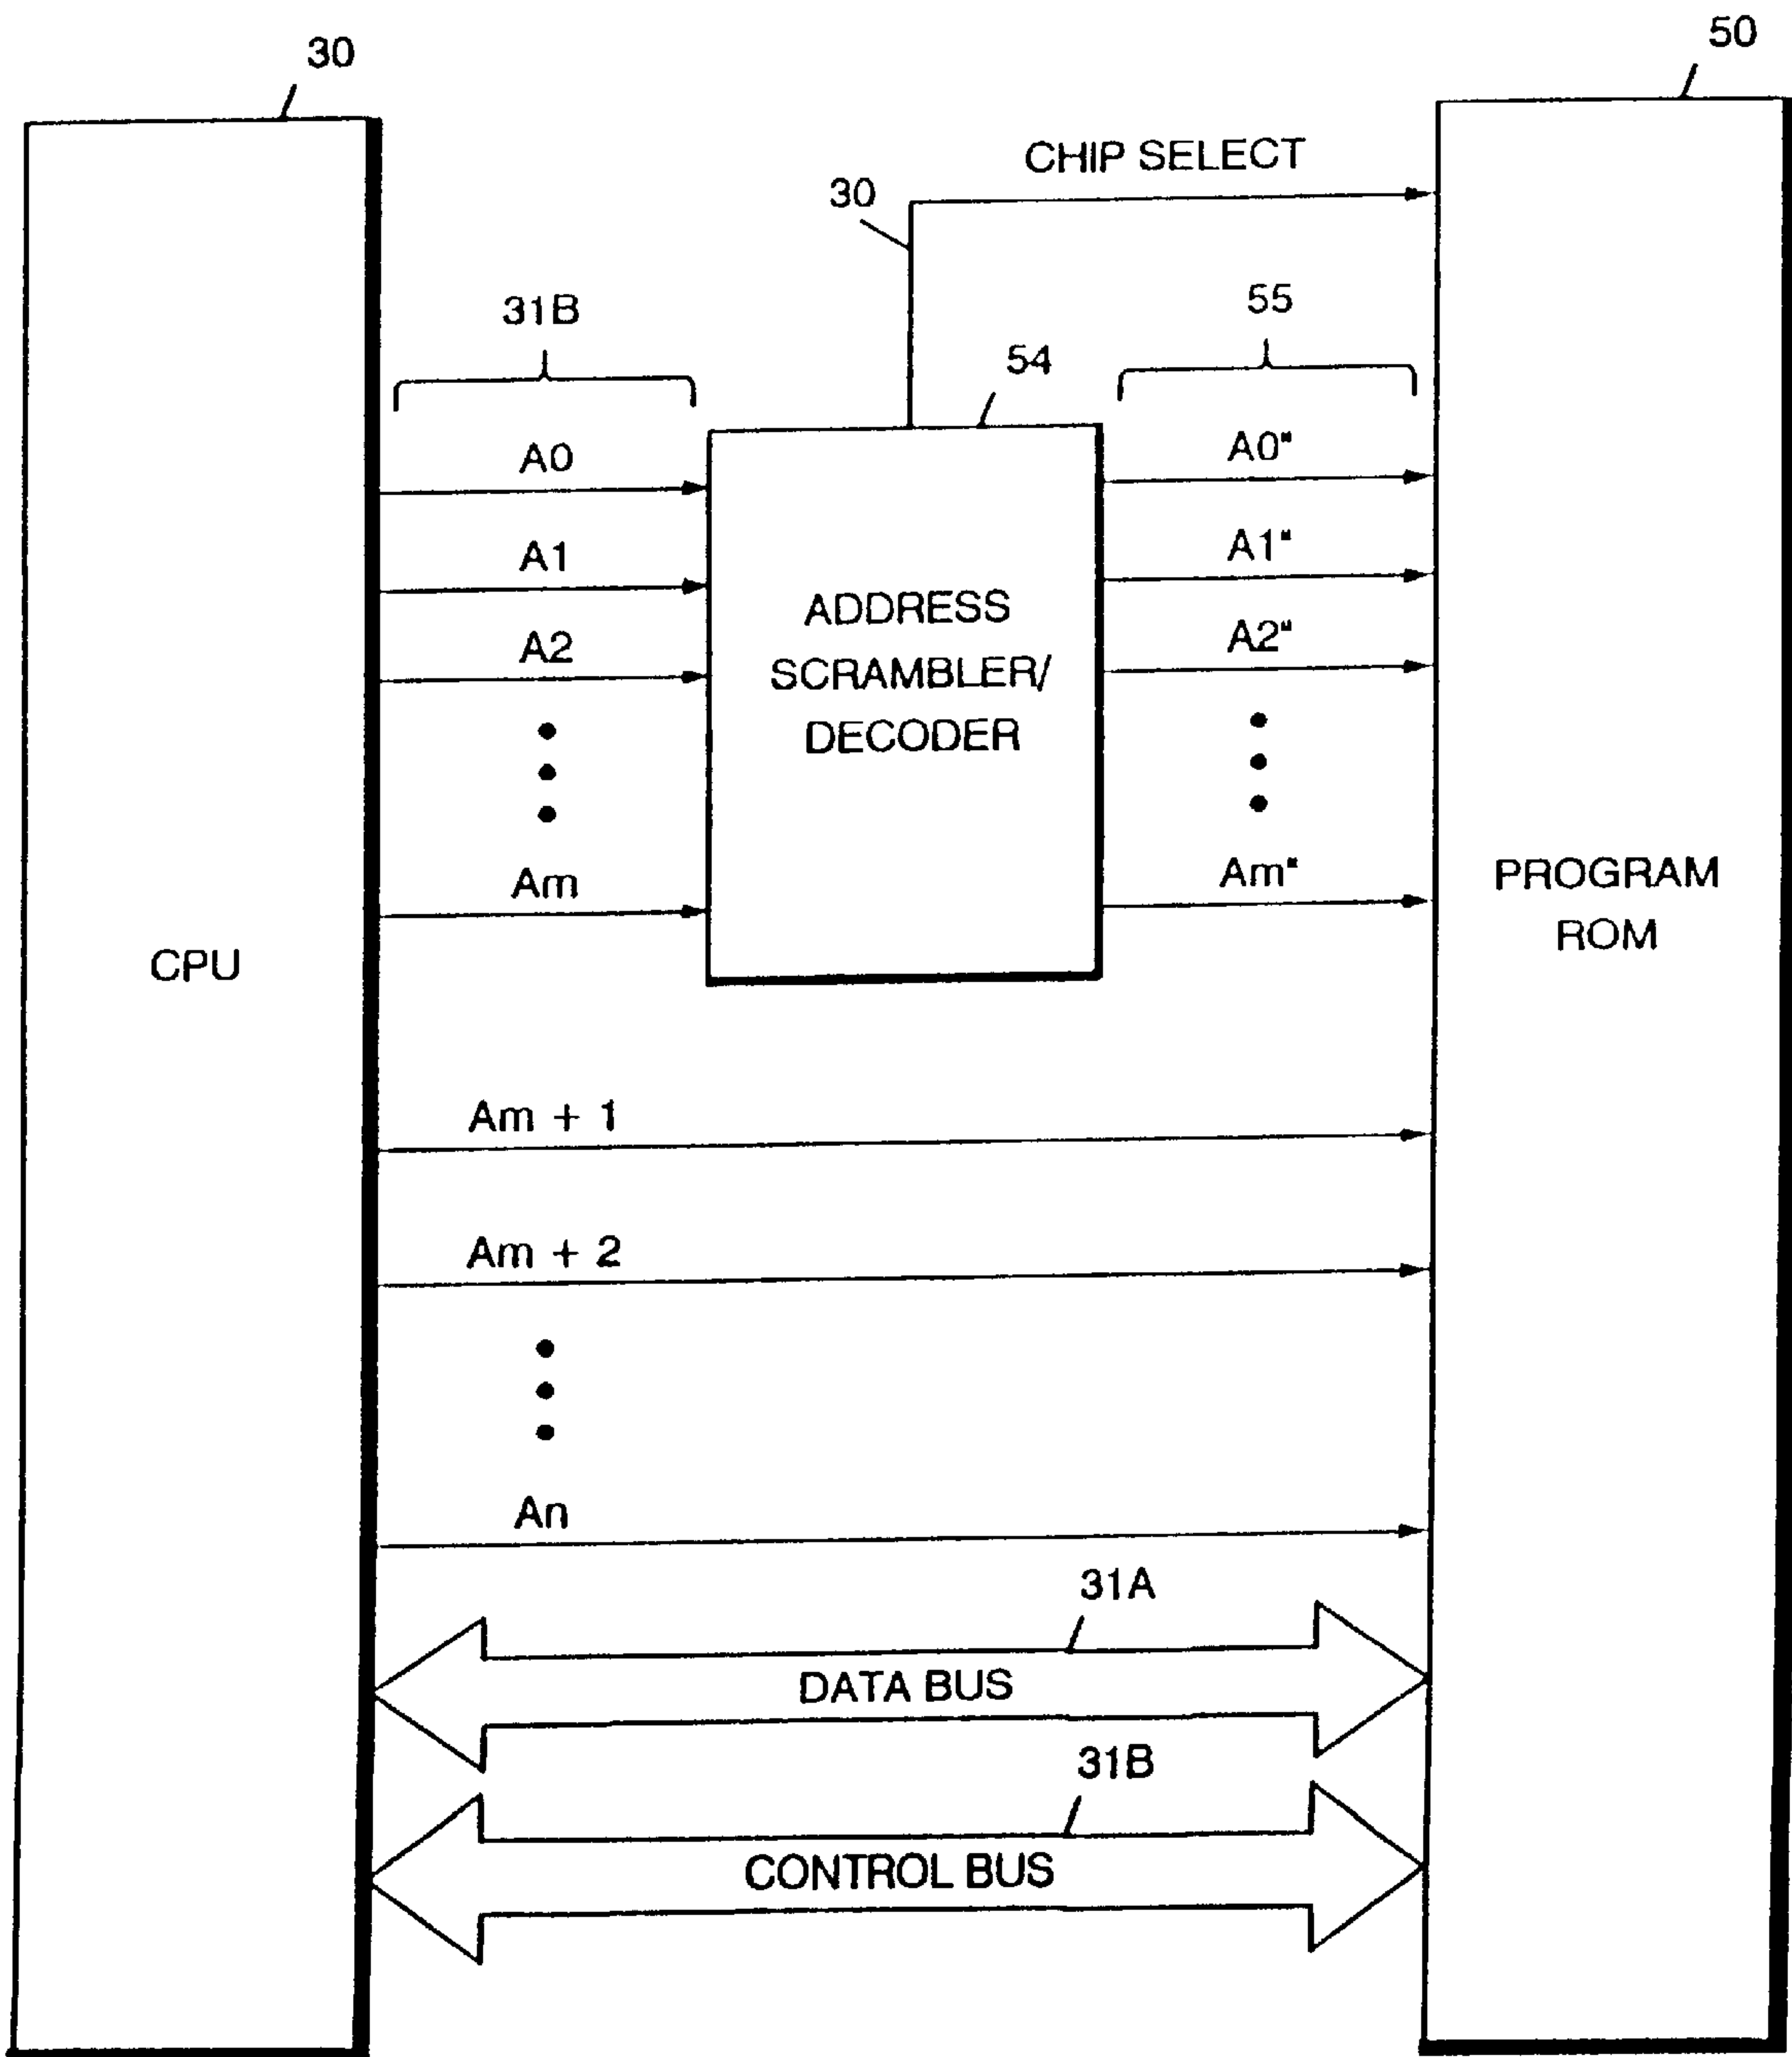 30
50
CHIP SELECT
30
31B
55
54
A0
A0"
A1
A1"
A2
A2"
ADDRESS
SCRAMBLER/
DECODER
Am
Am"
PROGRAM
ROM
CPU
Am + 1
Am + 2
An
31A
DATA BUS
31B
CONTROL BUS